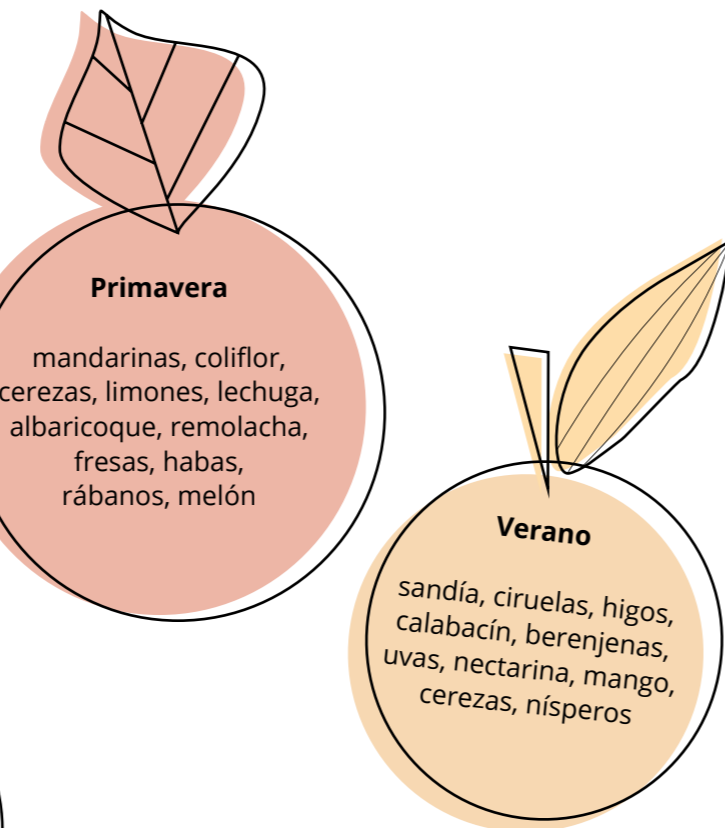 Primavera
mandarinas, coliflor,
cerezas, limones, lechuga,
albaricoque, remolacha,
fresas, habas,
rábanos, melón
Verano
sandía, ciruelas, higos,
calabacín, berenjenas,
uvas, nectarina, mango,
cerezas, nísperos